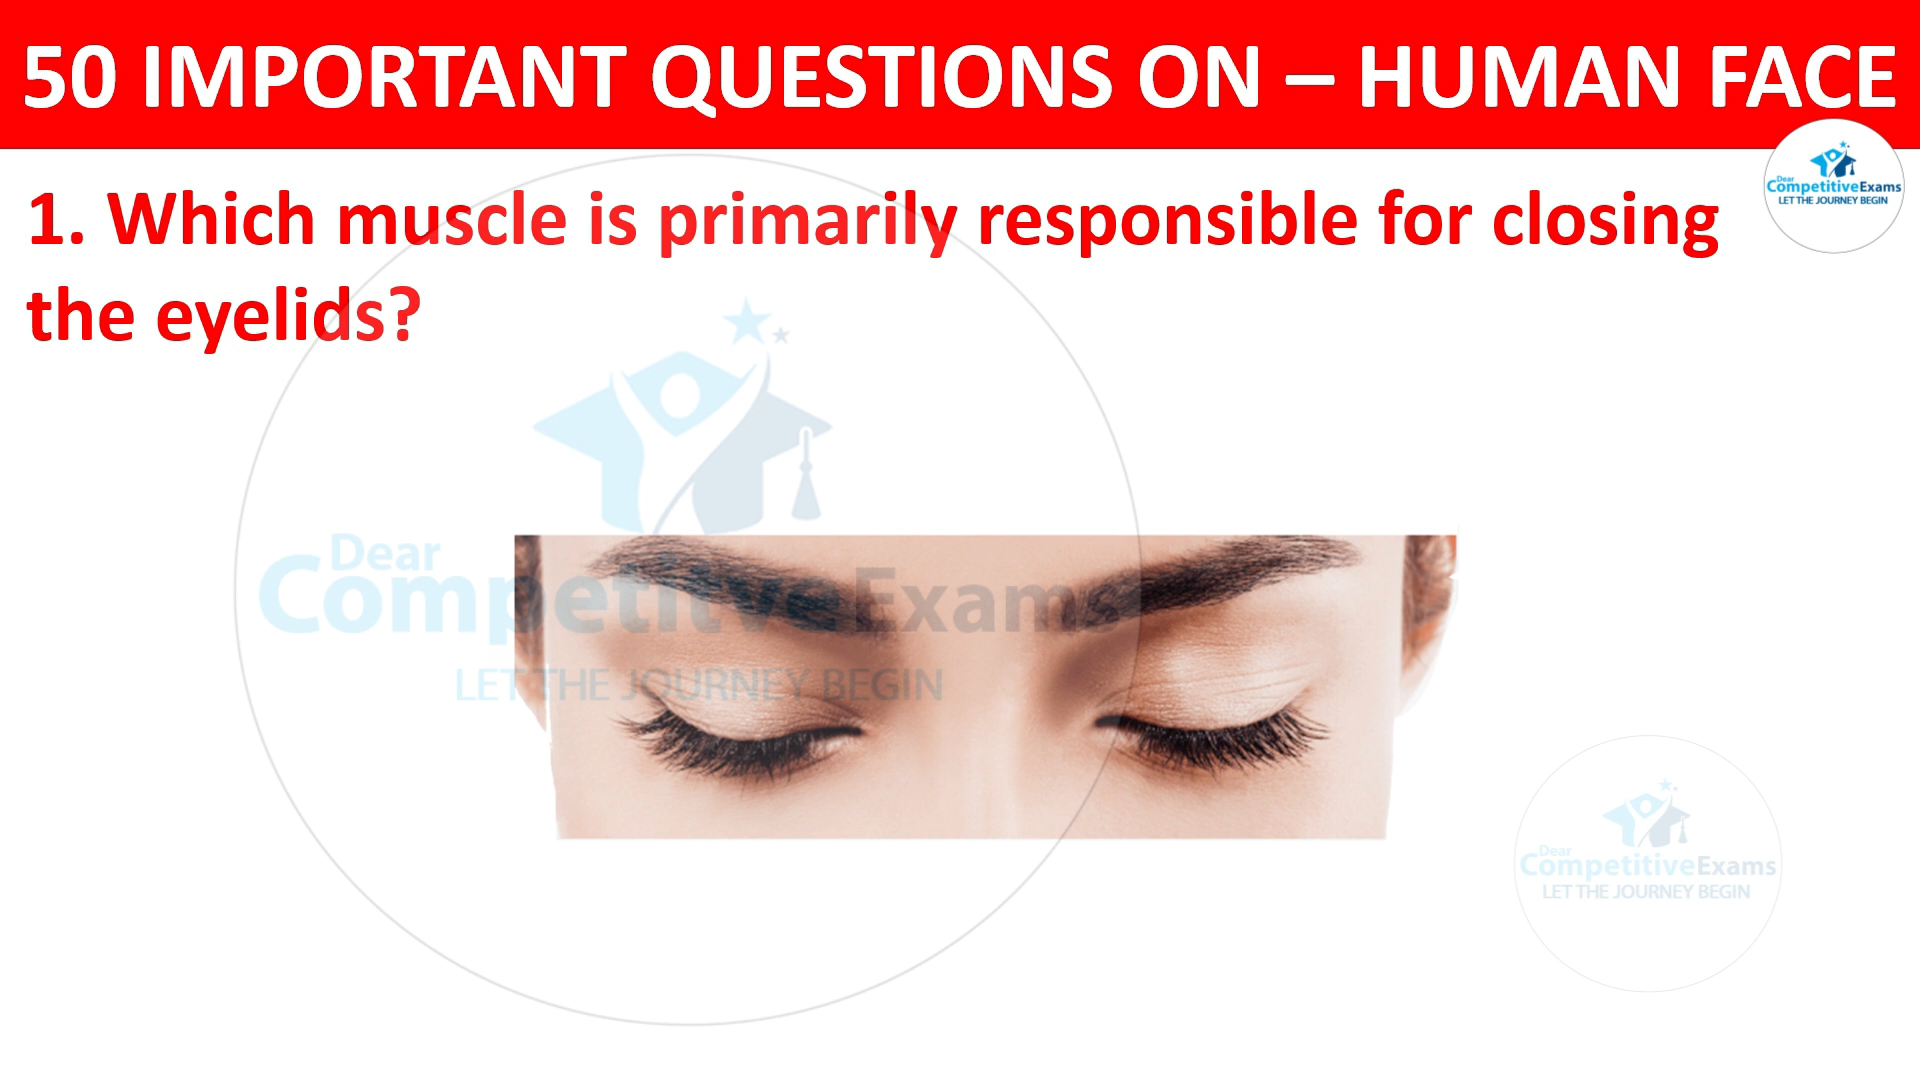 50 IMPORTANT QUESTIONS ON – HUMAN FACE
Dear
CompetitiveExams
LET THE JOURNEY BEGIN
1. Which muscle is primarily responsible for closing
the eyelids?
Dear
CompetitiveExams
LET THE JOURNEY BEGIN
Dear
CompetitiveExams
LET THE JOURNEY BEGIN